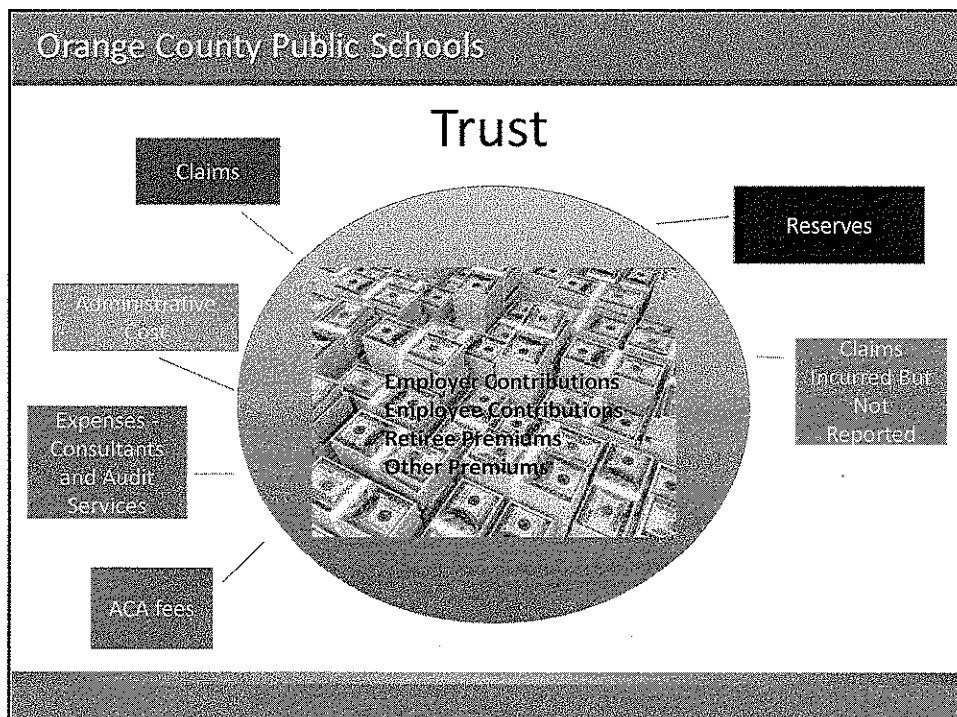 Orange County Public Schools
Trust
Claims
Reserves
Administrative
Cost
Claims
Incurred But
Not
Reported
Employer Contributions
Employee Contributions
Retiree Premiums
Other Premiums
Expenses -
Consultants
and Audit
Services
ACA fees